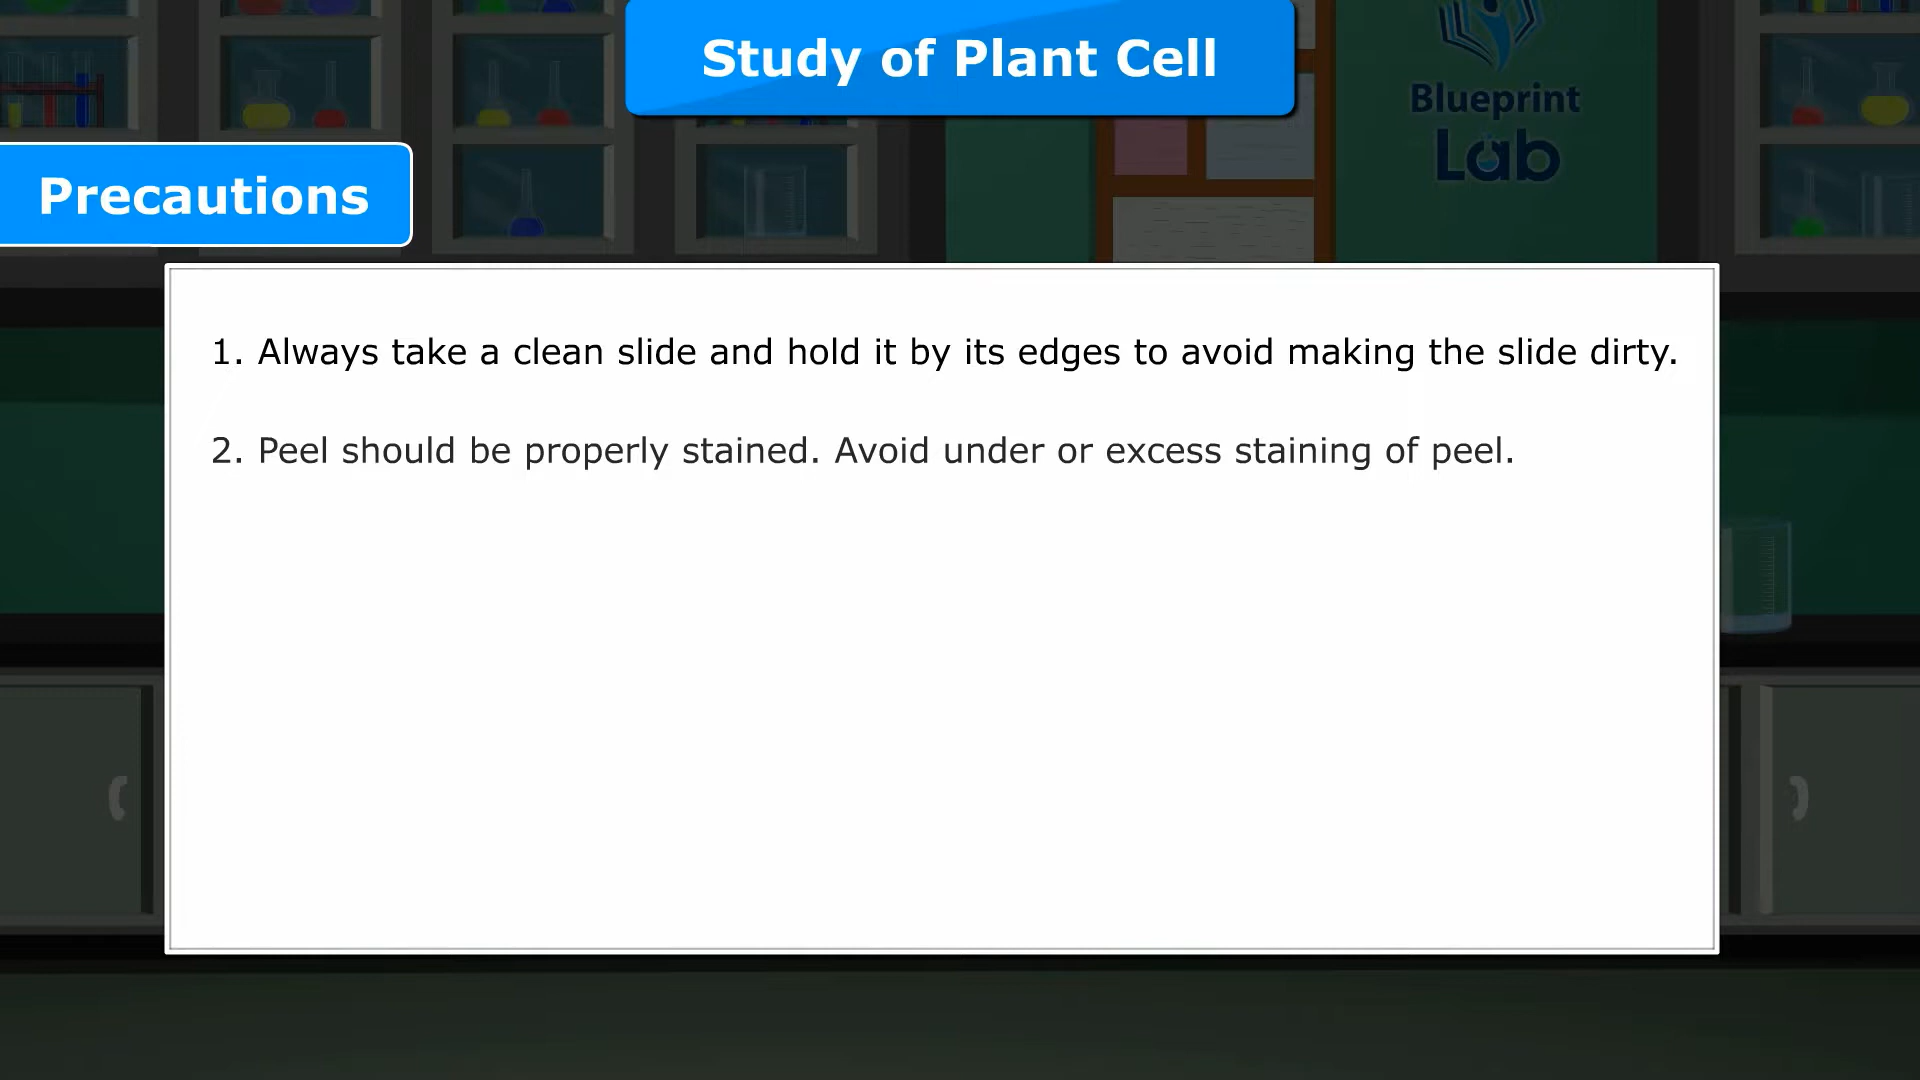 Study of Plant Cell
Blueprint
Lab
Precautions
1. Always take a clean slide and hold it by its edges to avoid making the slide dirty.
2. Peel should be properly stained. Avoid under or excess staining of peel.